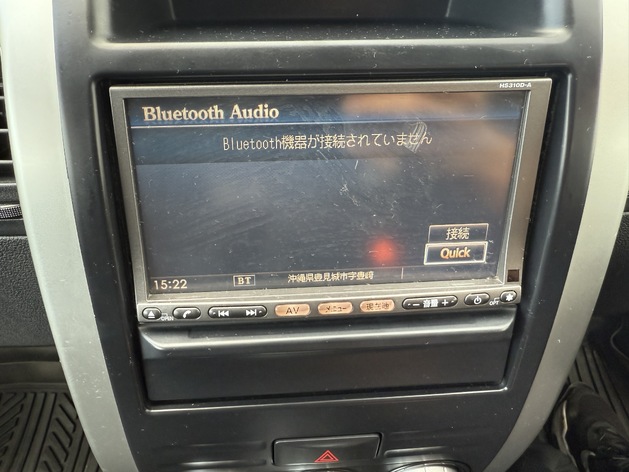 HS310D-A
Bluetooth Audio
Bluetooth機器が接続されていません
接続
Quick
15:22
BT
沖縄県豊見城市字豊崎
AV
メニュー
現在地
－ 音量 ＋
OFF